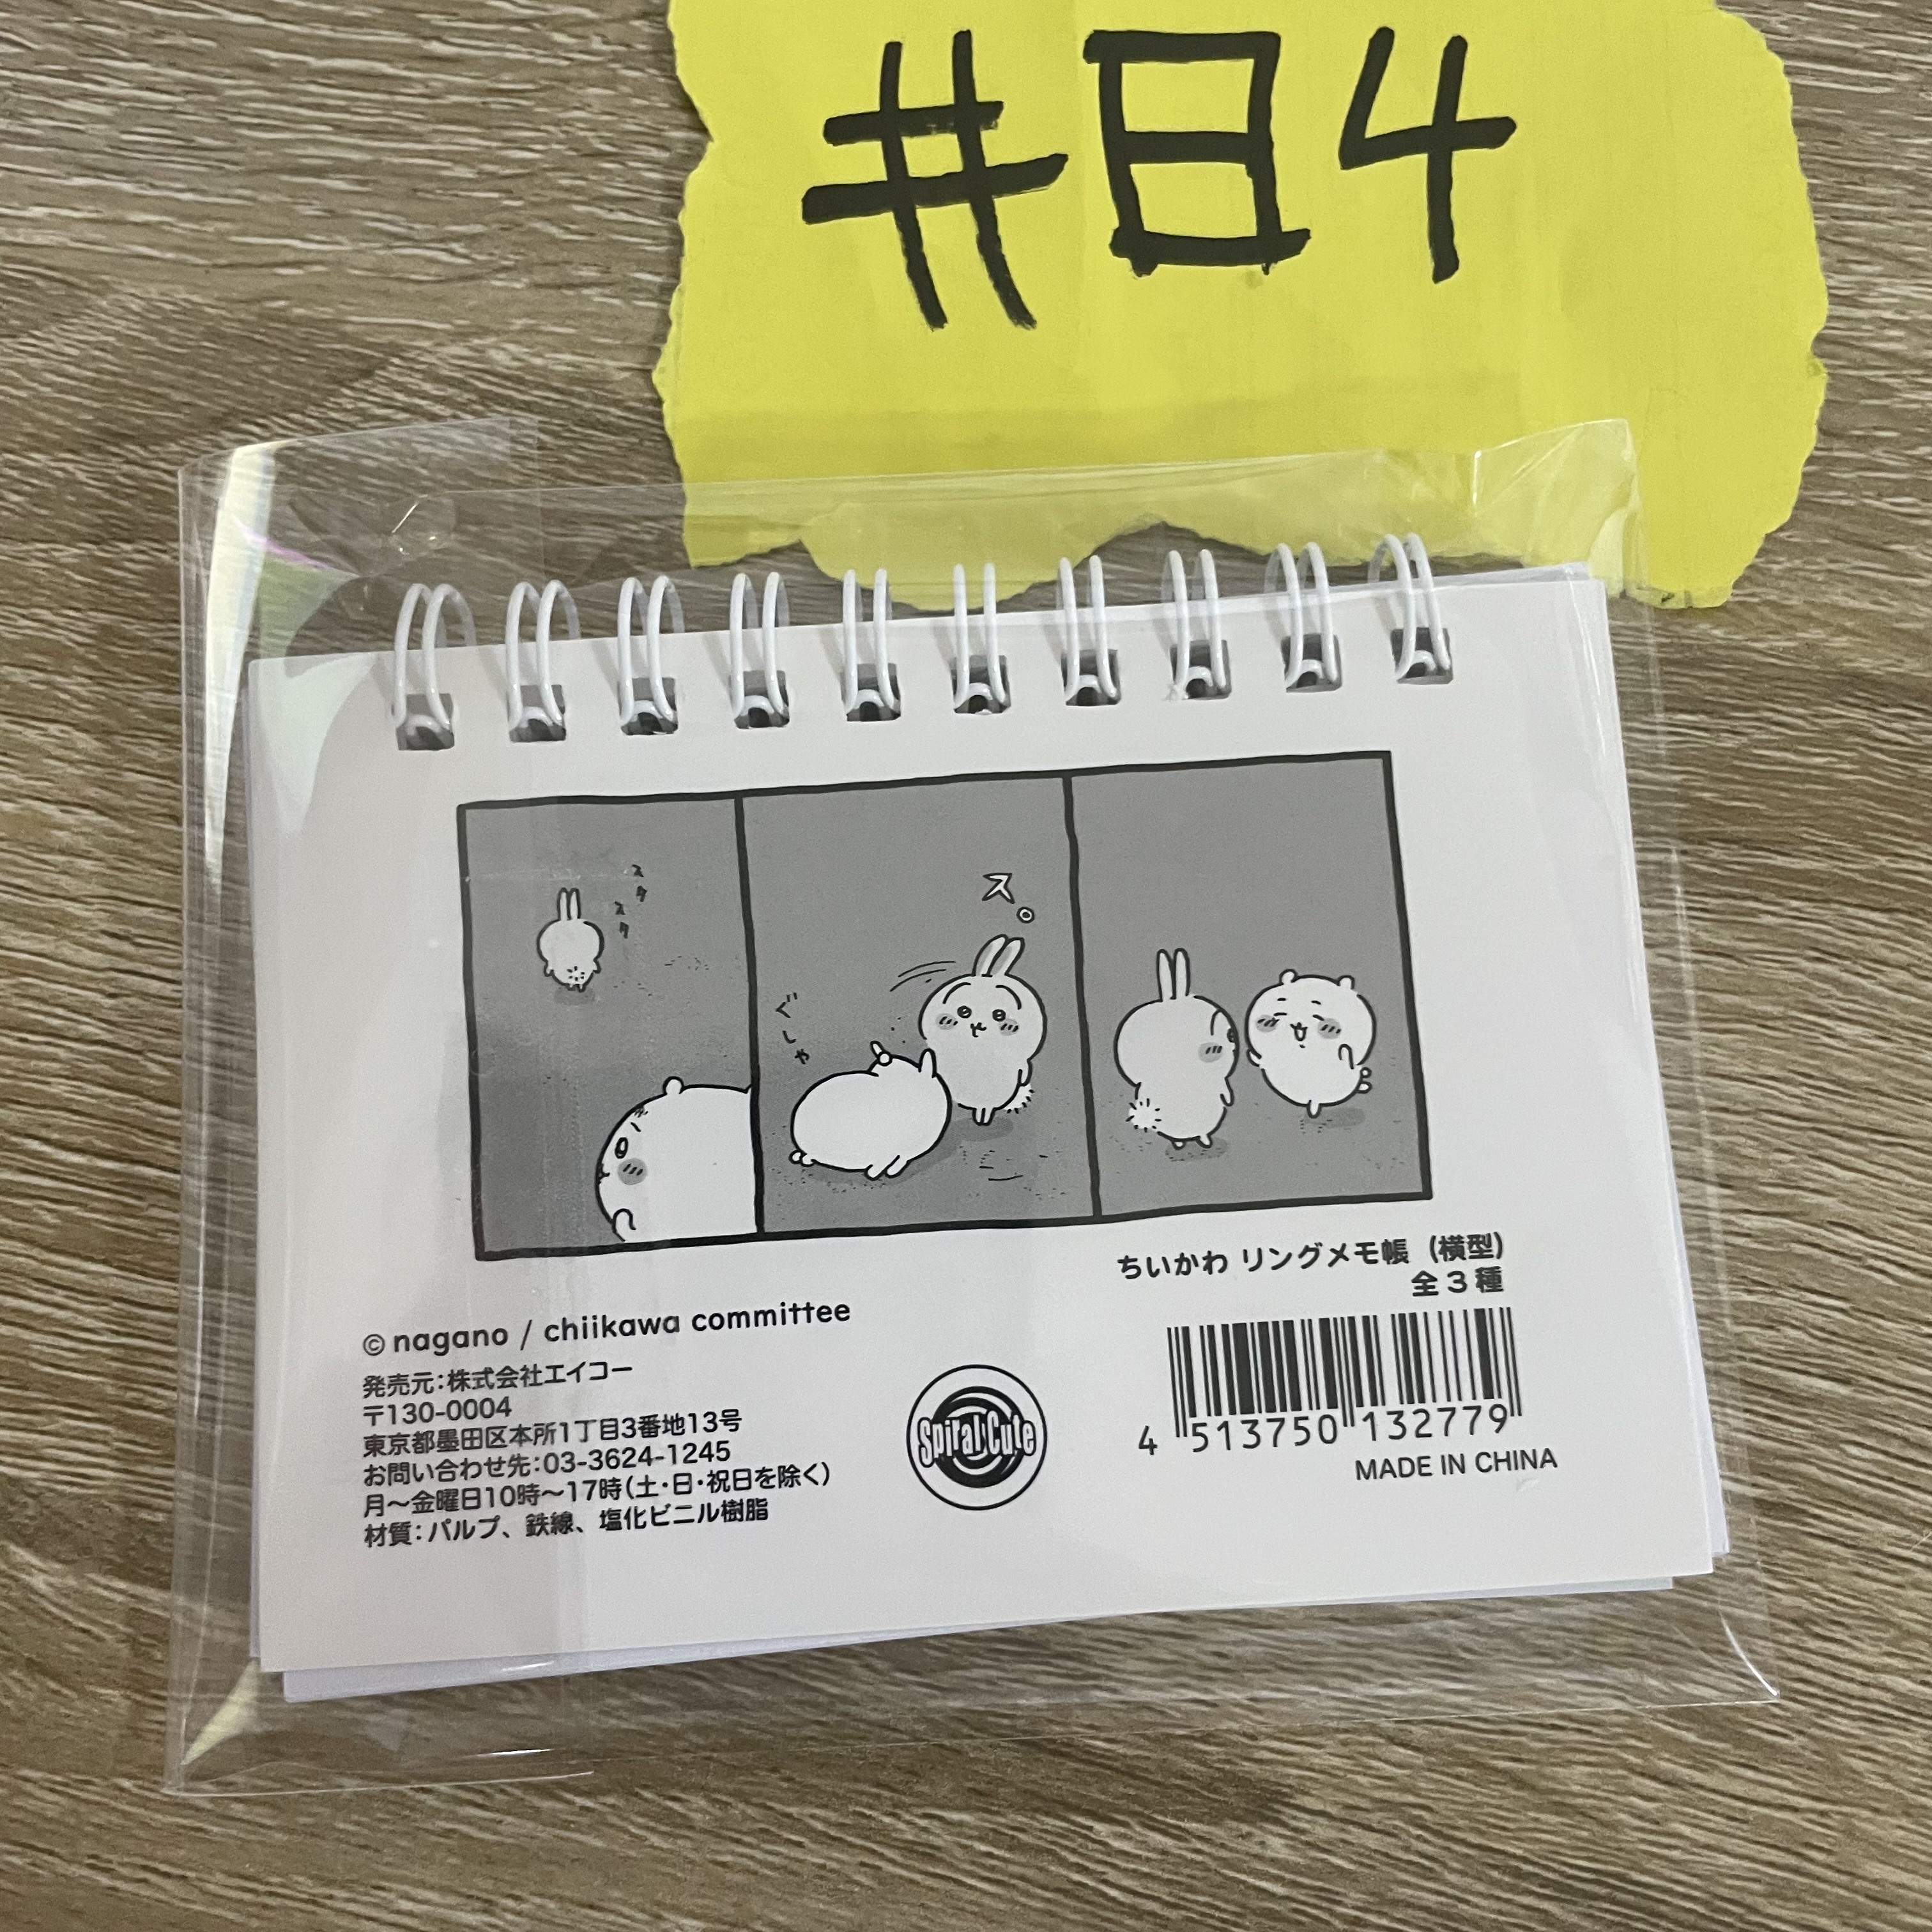 #84
スタ
スタ
ス。
ぐしゃ
ちいかわ リングメモ帳 (横型)
全3種
© nagano / chiikawa committee
発売元:株式会社エイコー
〒130-0004
東京都墨田区本所1丁目3番地13号
お問い合わせ先:03-3624-1245
月～金曜日10時～17時(土・日・祝日を除く)
材質:パルプ、鉄線、塩化ビニル樹脂
Spiral Cute
4 513750 132779
MADE IN CHINA